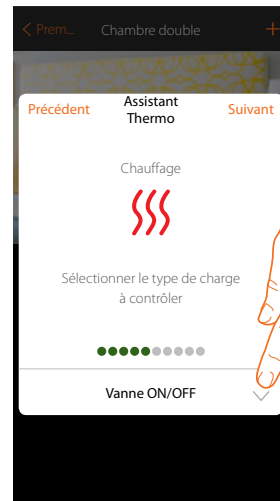 < Prem... Chambre double +
Précédent Assistant Suivant
Thermo
Chauffage
Sélectionner le type de charge
à contrôler
Vanne ON/OFF